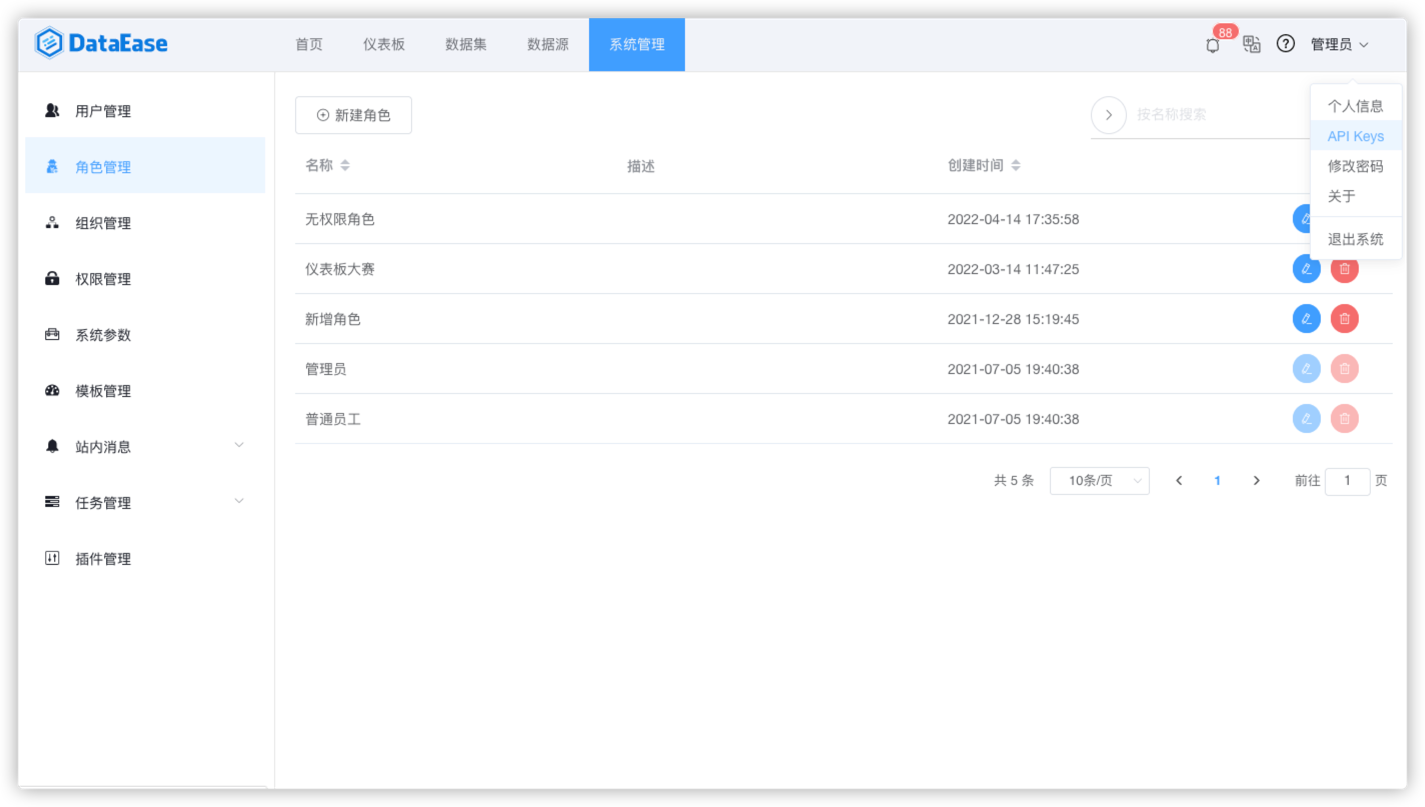 DataEase
首页 仪表板 数据集 数据源 系统管理
88
管理员
个人信息
API Keys
修改密码
关于
退出系统
用户管理
角色管理
组织管理
权限管理
系统参数
模板管理
站内消息
任务管理
插件管理
新建角色
按名称搜索
名称 描述 创建时间
无权限角色 2022-04-14 17:35:58
仪表板大赛 2022-03-14 11:47:25
新增角色 2021-12-28 15:19:45
管理员 2021-07-05 19:40:38
普通员工 2021-07-05 19:40:38
共 5 条 10条/页 1 前往 1 页